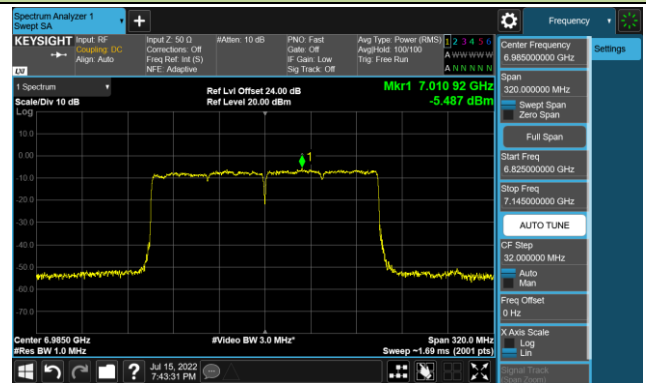 Spectrum Analyzer 1
Swept SA
Frequency
KEYSIGHT
Input: RF
Coupling: DC
Align: Auto
Input Z: 50 Ω
Corrections: Off
Freq Ref: Int (S)
NFE: Adaptive
#Atten: 10 dB
PNO: Fast
Gate: Off
IF Gain: Low
Sig Track: Off
Avg Type: Power (RMS)
Avg|Hold: 100/100
Trig: Free Run
1 2 3 4 5 6
A W W W W W
A N N N N N
LXI
1 Spectrum
Scale/Div 10 dB
Log
Ref Lvl Offset 24.00 dB
Ref Level 20.00 dBm
Mkr1 7.010 92 GHz
-5.487 dBm
10.0
0.00
-10.0
-20.0
-30.0
-40.0
-50.0
-60.0
-70.0
1
Center 6.9850 GHz
#Res BW 1.0 MHz
#Video BW 3.0 MHz*
Span 320.0 MHz
Sweep ~1.69 ms (2001 pts)
Jul 15, 2022
7:43:31 PM
Center Frequency
6.985000000 GHz
Settings
Span
320.000000 MHz
Swept Span
Zero Span
Full Span
Start Freq
6.825000000 GHz
Stop Freq
7.145000000 GHz
AUTO TUNE
CF Step
32.000000 MHz
Auto
Man
Freq Offset
0 Hz
X Axis Scale
Log
Lin
Signal Track
(Span Zoom)